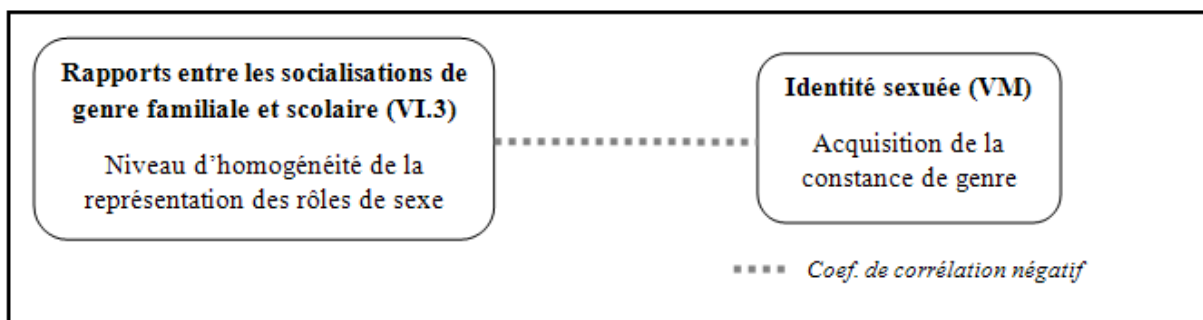 Rapports entre les socialisations de
genre familiale et scolaire (VI.3)
Niveau d’homogénéité de la
représentation des rôles de sexe
Identité sexuée (VM)
Acquisition de la
constance de genre
Coef. de corrélation négatif